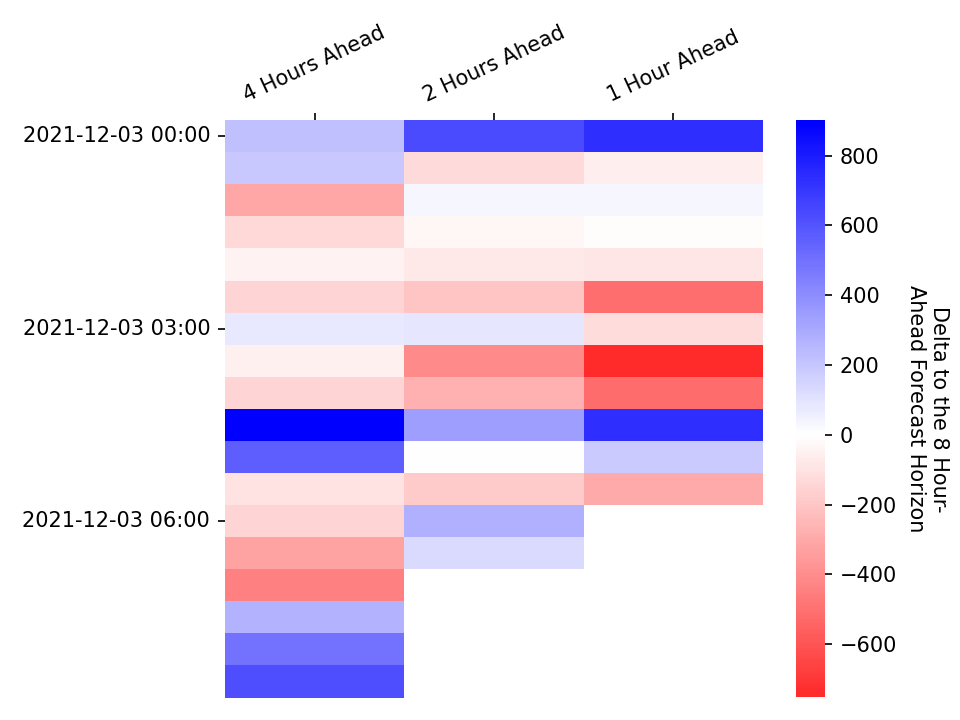 4 Hours Ahead
2 Hours Ahead
1 Hour Ahead
2021-12-03 00:00
2021-12-03 03:00
2021-12-03 06:00
800
600
400
200
0
−200
−400
−600
Delta to the 8 Hour-
Ahead Forecast Horizon